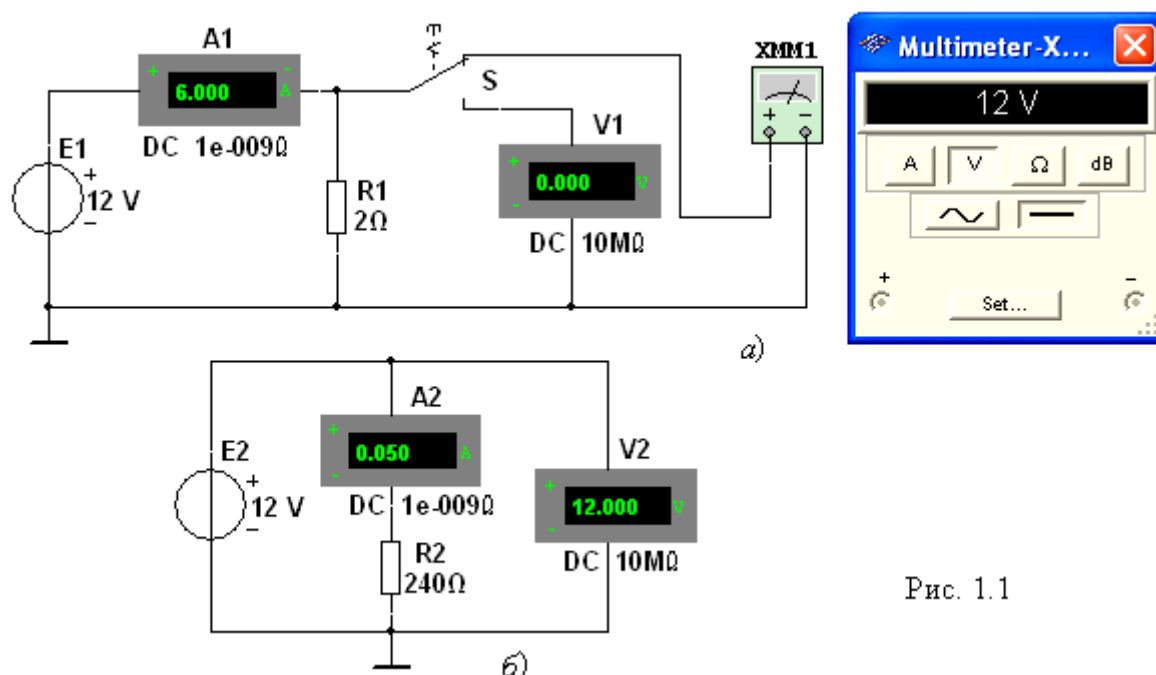 A1
6.000 A
DC 1e-009Ω
E1
12 V
R1
2Ω
S
V1
0.000 V
DC 10MΩ
XMM1
а)
Multimeter-X...
12 V
A V Ω dB
Set...
A2
0.050 A
DC 1e-009Ω
E2
12 V
R2
240Ω
V2
12.000 V
DC 10MΩ
б)
Рис. 1.1